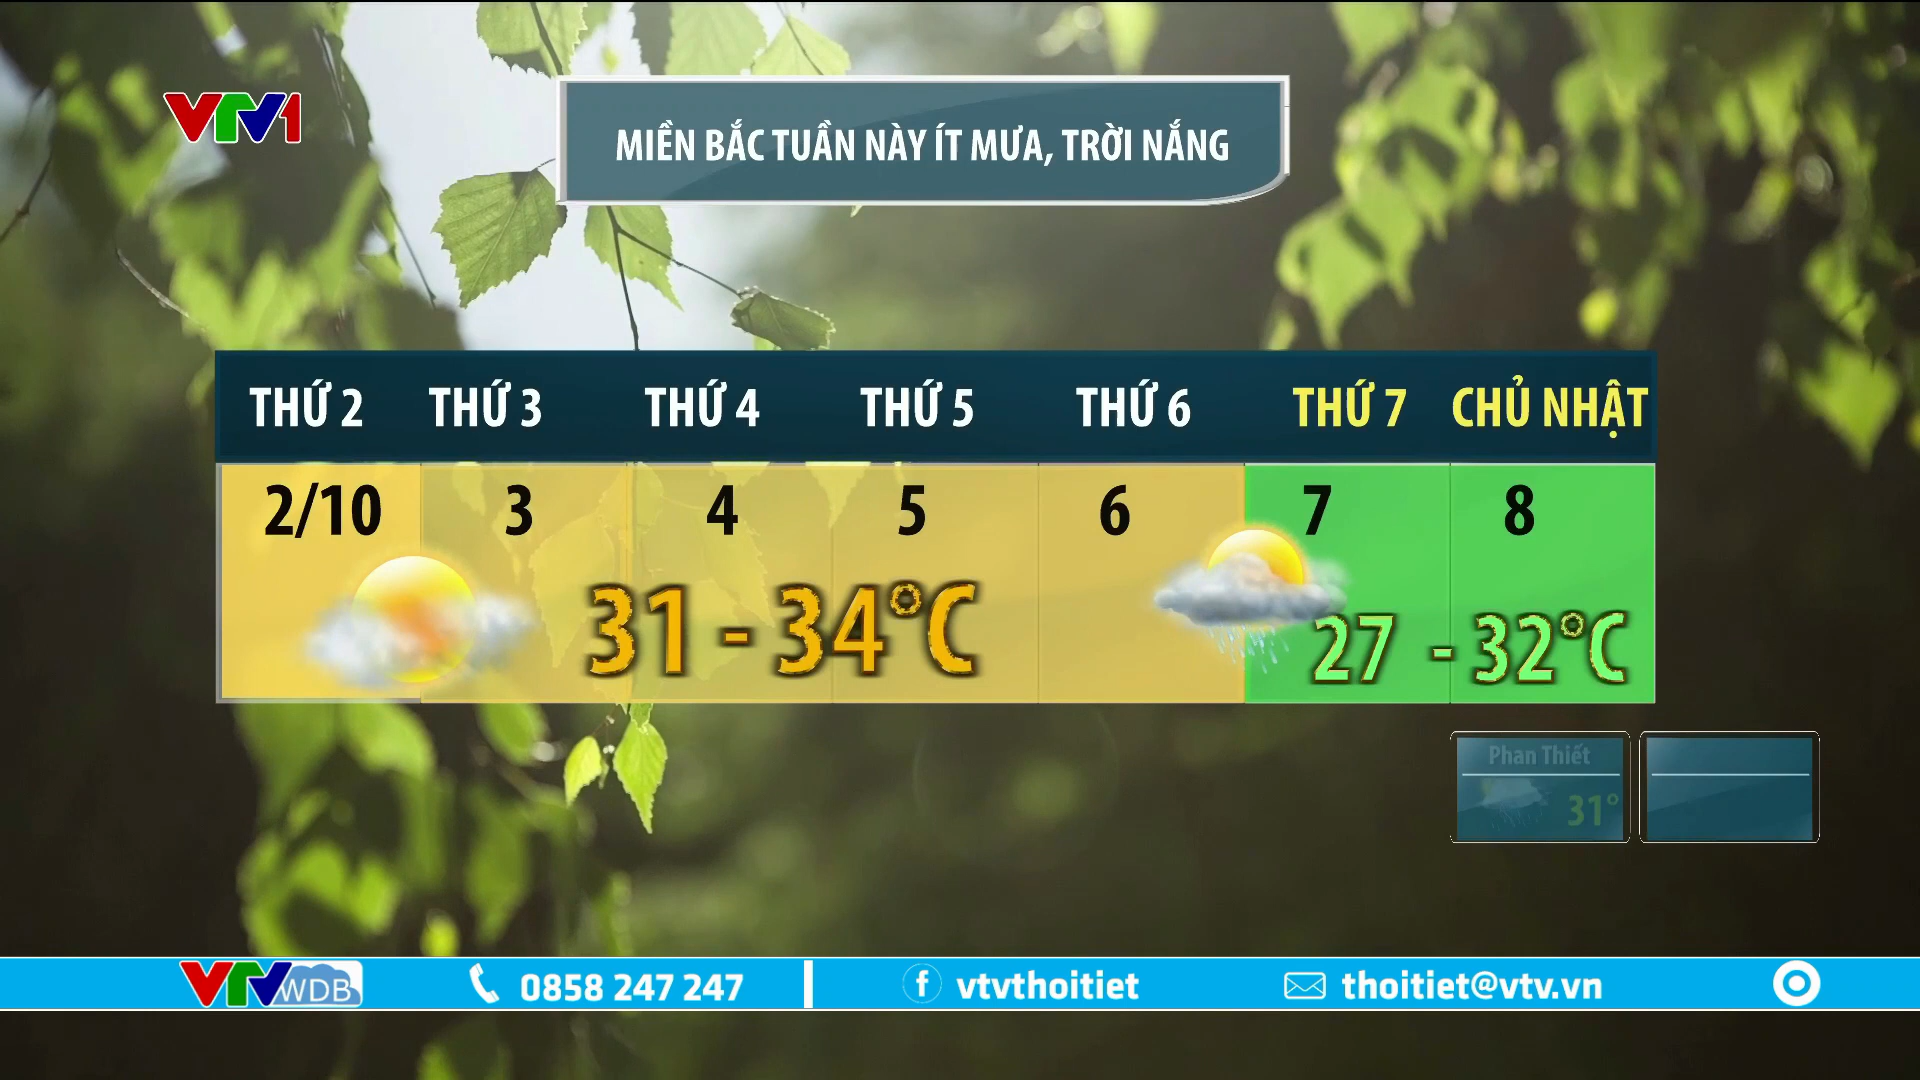 VTV1
MIỀN BẮC TUẦN NÀY ÍT MƯA, TRỜI NẮNG
THỨ 2 THỨ 3 THỨ 4 THỨ 5 THỨ 6 THỨ 7 CHỦ NHẬT
2/10 3 4 5 6 7 8
31 - 34°C 27 - 32°C
Phan Thiết
31°
VTV WDB 0858 247 247 vtvthoitiet thoitiet@vtv.vn